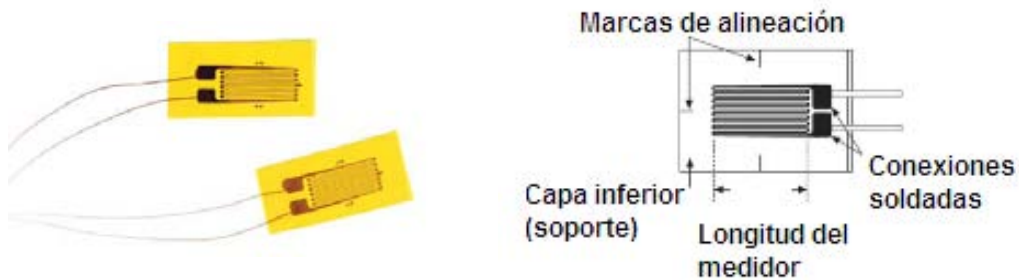 Marcas de alineación
Capa inferior
(soporte)
Longitud del
medidor
Conexiones
soldadas